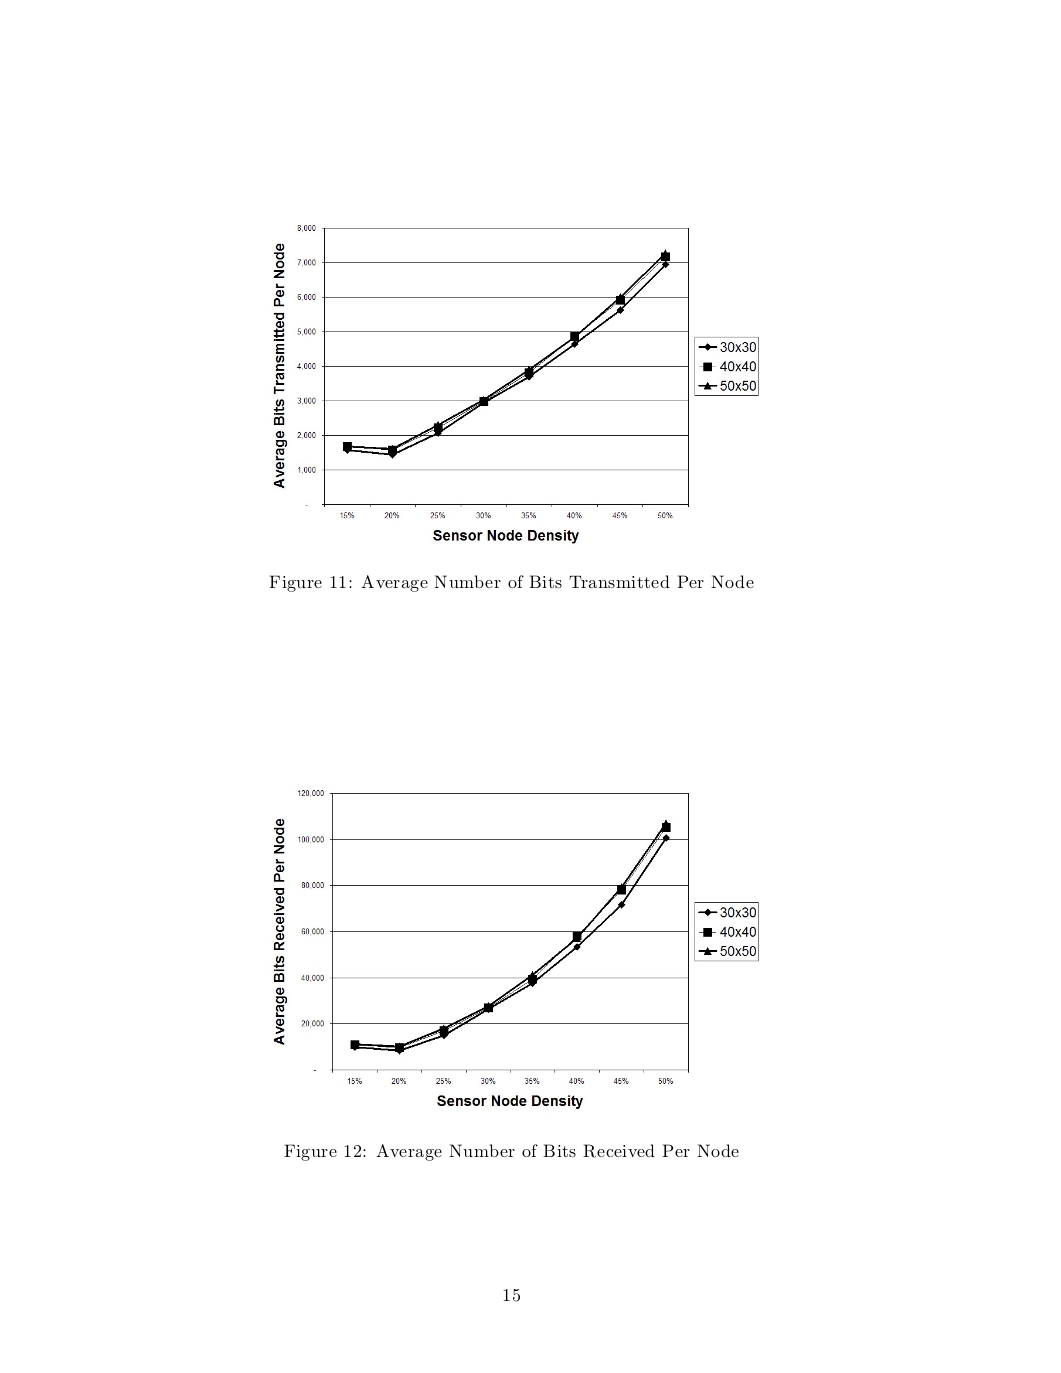 8,000
7,000
6,000
5,000
4,000
3,000
2,000
1,000
-
Average Bits Transmitted Per Node
15% 20% 25% 30% 35% 40% 45% 50%
Sensor Node Density
30x30
40x40
50x50
Figure 11: Average Number of Bits Transmitted Per Node
120,000
100,000
80,000
60,000
40,000
20,000
-
Average Bits Received Per Node
15% 20% 25% 30% 35% 40% 45% 50%
Sensor Node Density
30x30
40x40
50x50
Figure 12: Average Number of Bits Received Per Node
15